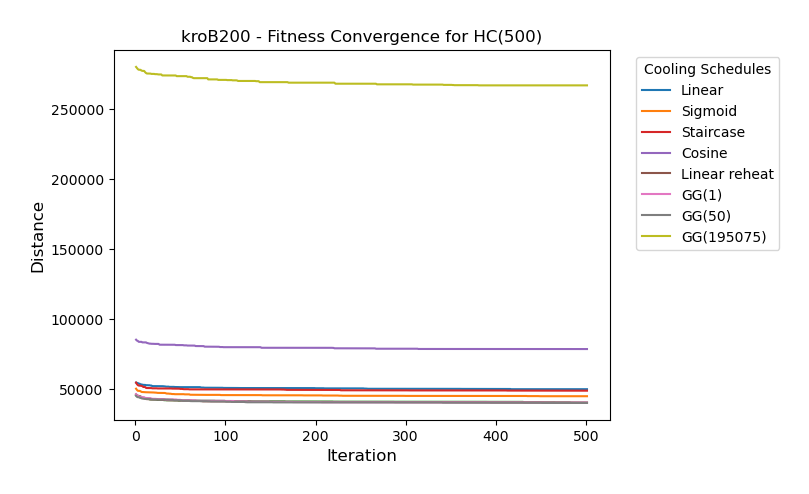 kroB200 - Fitness Convergence for HC(500)
Distance
250000
200000
150000
100000
50000
0
100
200
300
400
500
Iteration
Cooling Schedules
Linear
Sigmoid
Staircase
Cosine
Linear reheat
GG(1)
GG(50)
GG(195075)